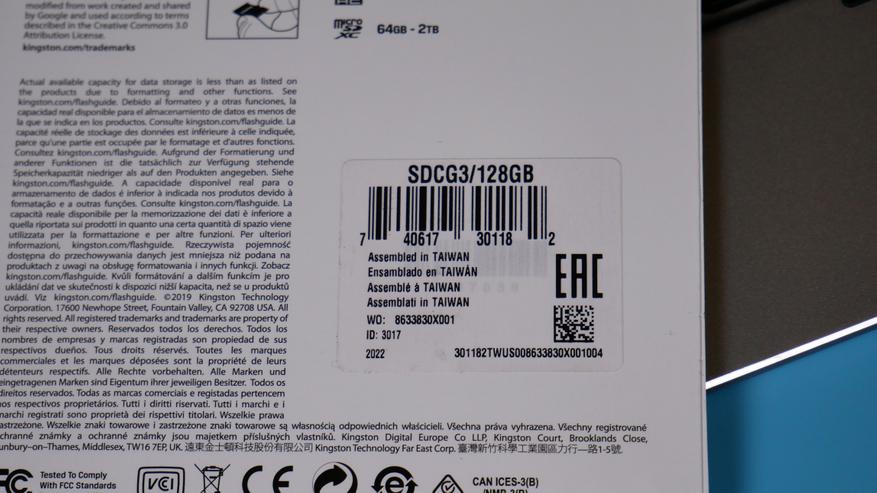 modified from work created and shared
by Google and used according to terms
described in the Creative Commons 3.0
Attribution License.
kingston.com/trademarks
micro
SD
XC
64GB - 2TB
Actual available capacity for data storage is less than as listed on
the products due to formatting and other functions. See
kingston.com/flashguide. Debido al formateo y a otras funciones, la
capacidad real disponible para el almacenamiento de datos es menos de
la que se indica en los productos. Consulte kingston.com/flashguide. La
capacité réelle de stockage des données est inférieure à celle indiquée,
parce qu'une partie est occupée par le formatage et d'autres fonctions.
Consultez kingston.com/flashguide. Aufgrund der Formatierung und
anderer Funktionen ist die tatsächlich zur Verfügung stehende
Speicherkapazität niedriger als auf den Produkten angegeben. Siehe
kingston.com/flashguide. A capacidade disponível real para o
armazenamento de dados é inferior à indicada nos produtos devido à
formatação e a outras funções. Consulte kingston.com/flashguide. La
capacità reale disponibile per la memorizzazione dei dati è inferiore a
quella riportata sui prodotti in quanto una certa quantità di spazio viene
utilizzata per la formattazione e per altre funzioni. Per ulteriori
informazioni, kingston.com/flashguide. Rzeczywista pojemność
dostępna do przechowywania danych jest mniejsza niż podana na
produktach z uwagi na obsługę formatowania i innych funkcji. Zobacz
kingston.com/flashguide. Kvůli formátování a dalším funkcím je pro
ukládání dat ve skutečnosti k dispozici nižší kapacita, než se u produktů
uvádí. Viz kingston.com/flashguide. ©2019 Kingston Technology
Corporation. 17600 Newhope Street, Fountain Valley, CA 92708 USA. All
rights reserved. All registered trademarks and trademarks are property of
their respective owners. Reservados todos los derechos. Todos los
nombres de empresas y marcas registradas son propiedad de sus
respectivos dueños. Tous droits réservés. Toutes les marques
commerciales et les marques déposées sont la propriété de leurs
détenteurs respectifs. Alle Rechte vorbehalten. Alle Marken und
eingetragenen Marken sind Eigentum ihrer jeweiligen Besitzer. Todos os
direitos reservados. Todas as marcas comerciais e registradas pertencem
aos respectivos proprietários. Tutti i diritti riservati. Tutti i marchi e i
marchi registrati sono proprietà dei rispettivi titolari. Wszelkie prawa
zastrzeżone. Wszelkie znaki towarowe i zastrzeżone znaki towarowe są własnością odpowiednich właścicieli. Všechna práva vyhrazena. Všechny registrované
ochranné známky a ochranné známky jsou majetkem příslušných vlastníků. Kingston Digital Europe Co LLP, Kingston Court, Brooklands Close,
unbury-on-Thames, Middlesex, TW16 7EP, UK. 遠東金士頓科技股份有限公司 Kingston Technology Far East Corp. 臺灣新竹科學工業園區力行一路1-5號.
SDCG3/128GB
7 40617 30118 2
Assembled in TAIWAN
Ensamblado en TAIWÁN
Assemblé à TAIWAN
Assemblati in TAIWAN
WO: 8633830X001
ID: 3017
2022
301182TWUS008633830X001004
EAC
FC
Tested To Comply
With FCC Standards
VCI
CE
CAN ICES-3(B)
/NMB-3(B)